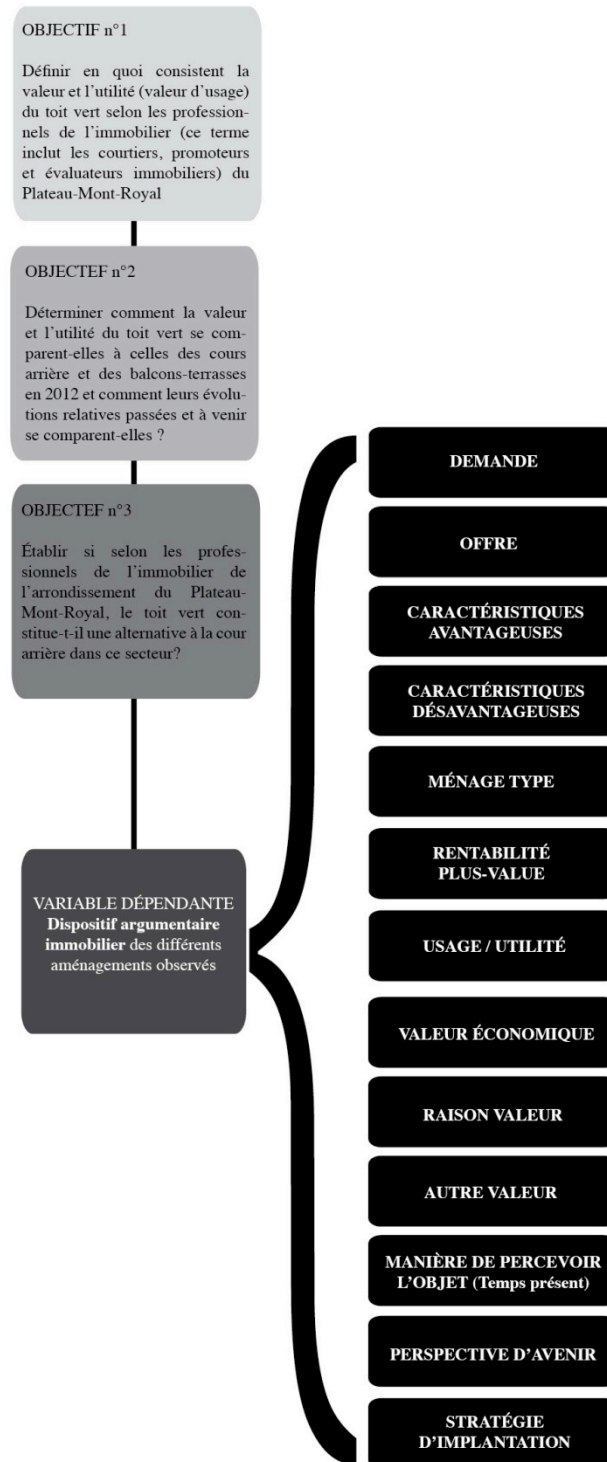 OBJECTIF n°1
Définir en quoi consistent la
valeur et l'utilité (valeur d'usage)
du toit vert selon les profession-
nels de l'immobilier (ce terme
inclut les courtiers, promoteurs
et évaluateurs immobiliers) du
Plateau-Mont-Royal
OBJECTEF n°2
Déterminer comment la valeur
et l'utilité du toit vert se com-
parent-elles à celles des cours
arrière et des balcons-terrasses
en 2012 et comment leurs évolu-
tions relatives passées et à venir
se comparent-elles ?
OBJECTEF n°3
Établir si selon les profes-
sionnels de l'immobilier de
l'arrondissement du Plateau-
Mont-Royal, le toit vert con-
stitue-t-il une alternative à la cour
arrière dans ce secteur?
VARIABLE DÉPENDANTE
Dispositif argumentaire
immobilier des différents
aménagements observés
DEMANDE
OFFRE
CARACTÉRISTIQUES
AVANTAGEUSES
CARACTÉRISTIQUES
DÉSAVANTAGEUSES
MÉNAGE TYPE
RENTABILITÉ
PLUS-VALUE
USAGE / UTILITÉ
VALEUR ÉCONOMIQUE
RAISON VALEUR
AUTRE VALEUR
MANIÈRE DE PERCEVOIR
L'OBJET (Temps présent)
PERSPECTIVE D'AVENIR
STRATÉGIE
D'IMPLANTATION